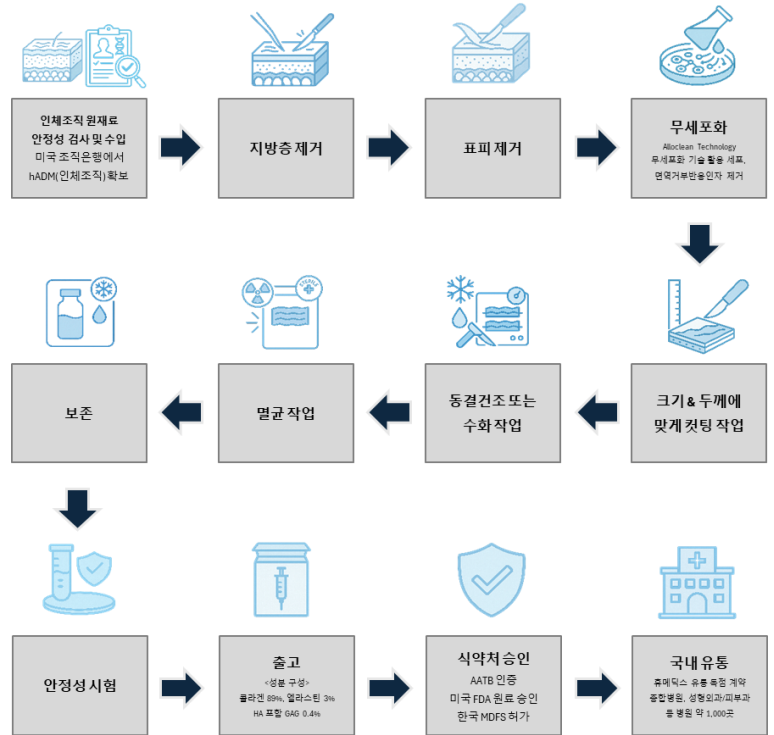 인체조직 원재료
안정성 검사 및 수입
미국 조직은행에서
hADM(인체조직) 확보
지방층 제거
표피 제거
무세포화
Alloclean Technology
무세포화 기술 활용 세포,
면역거부반응인자 제거
크기 & 두께에
맞게 컷팅 작업
동결건조 또는
수화 작업
STERILE
멸균 작업
보존
안정성 시험
출고
<성분 구성>
콜라겐 89%, 엘라스틴 3%
HA 포함 GAG 0.4%
식약처 승인
AATB 인증
미국 FDA 원료 승인
한국 MDFS 허가
국내 유통
휴메딕스 유통 독점 계약
종합병원, 성형외과/피부과
등 병원 약 1,000곳